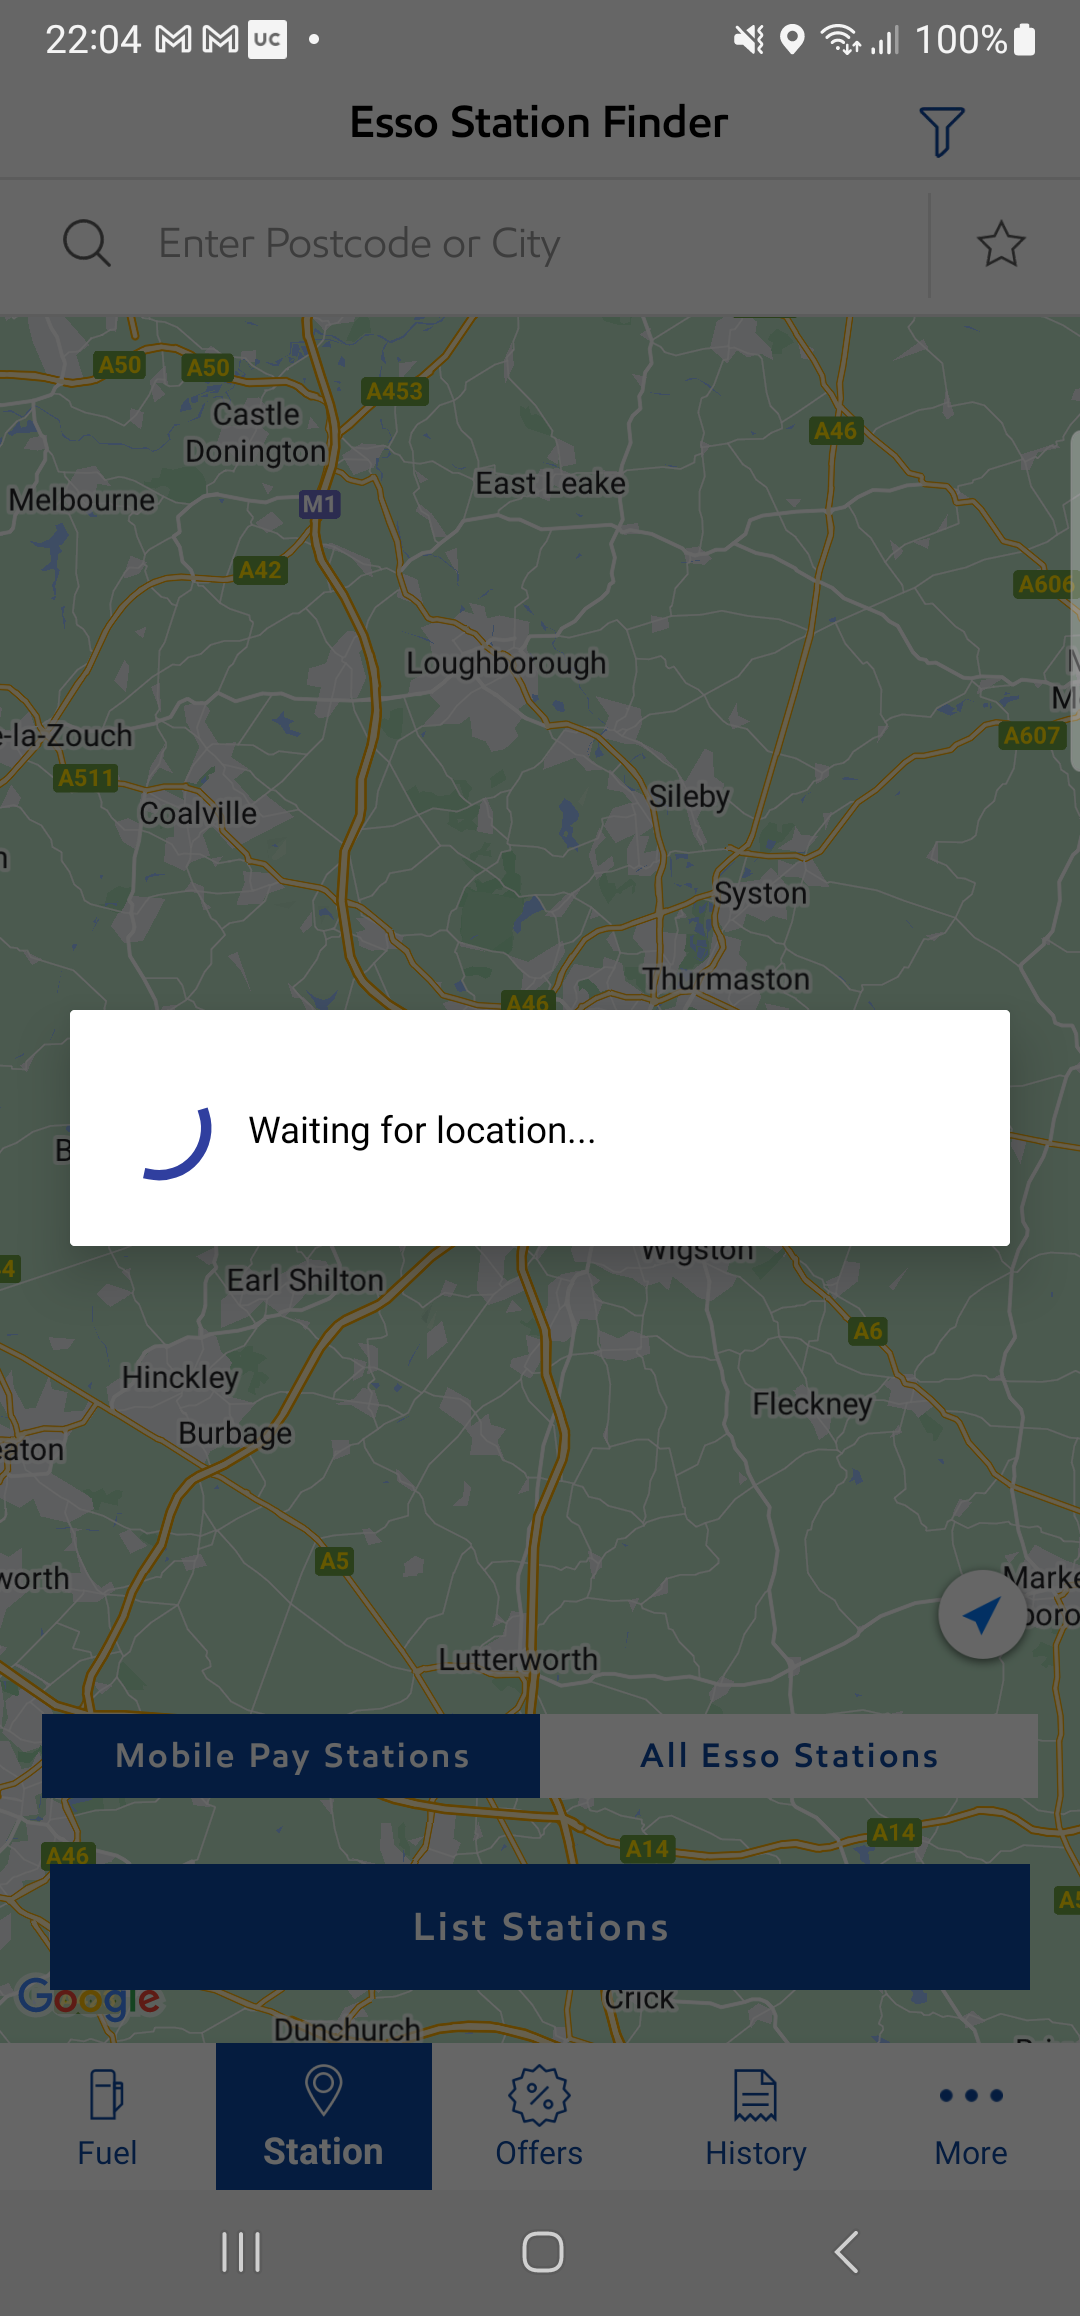 22:04
UC
100%
Esso Station Finder
Enter Postcode or City
A50
A50
A453
Castle
Donington
A46
East Leake
Melbourne
M1
A42
A606
Loughborough
e-la-Zouch
A607
A511
Sileby
Coalville
Syston
Thurmaston
A46
Waiting for location...
Wigston
Earl Shilton
A6
Hinckley
Fleckney
Burbage
eaton
A5
worth
Marke
boro
Lutterworth
Mobile Pay Stations
All Esso Stations
A14
A14
A46
List Stations
Google
Crick
Dunchurch
Fuel
Station
Offers
History
More